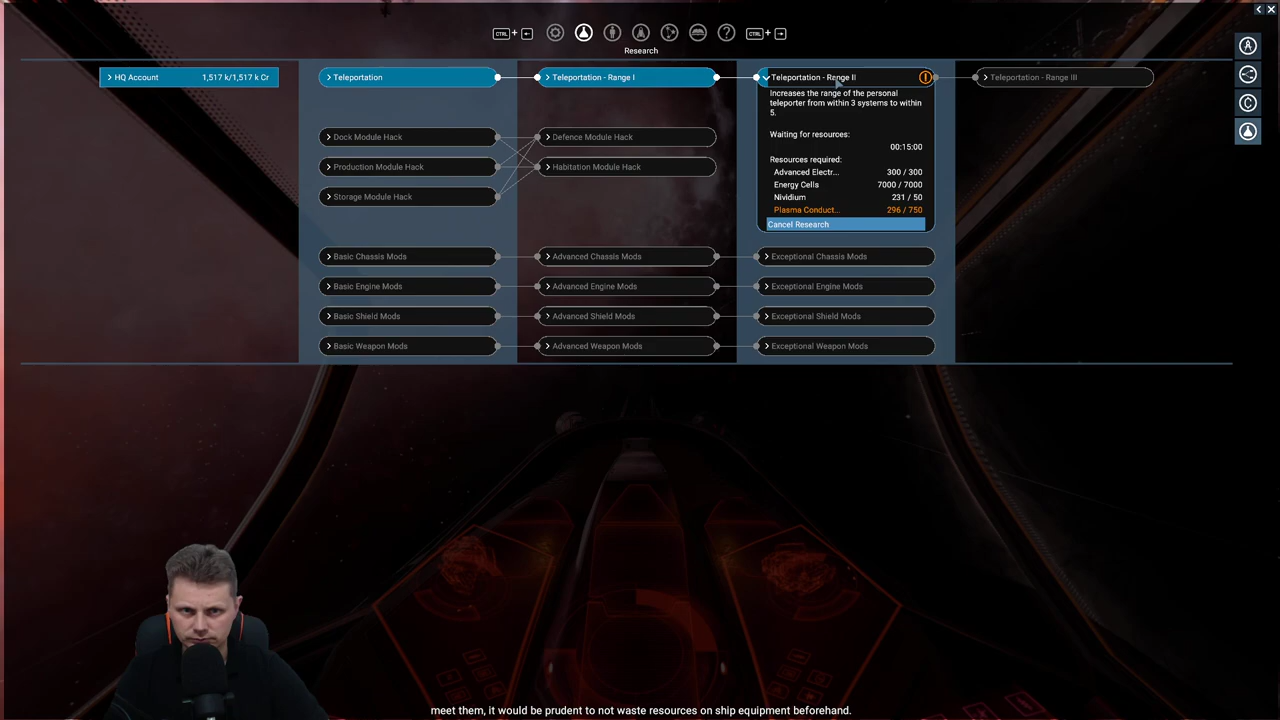 CTRL + ←
CTRL + →
Research
HQ Account 1,517 k/1,517 k Cr
Teleportation
Teleportation - Range I
Teleportation - Range II
Teleportation - Range III
Increases the range of the personal
teleporter from within 3 systems to within
5.
Waiting for resources:
00:15:00
Resources required:
Advanced Electr... 300 / 300
Energy Cells 7000 / 7000
Nividium 231 / 50
Plasma Conduct... 296 / 750
Cancel Research
Dock Module Hack
Defence Module Hack
Production Module Hack
Habitation Module Hack
Storage Module Hack
Basic Chassis Mods
Advanced Chassis Mods
Exceptional Chassis Mods
Basic Engine Mods
Advanced Engine Mods
Exceptional Engine Mods
Basic Shield Mods
Advanced Shield Mods
Exceptional Shield Mods
Basic Weapon Mods
Advanced Weapon Mods
Exceptional Weapon Mods
meet them, it would be prudent to not waste resources on ship equipment beforehand.